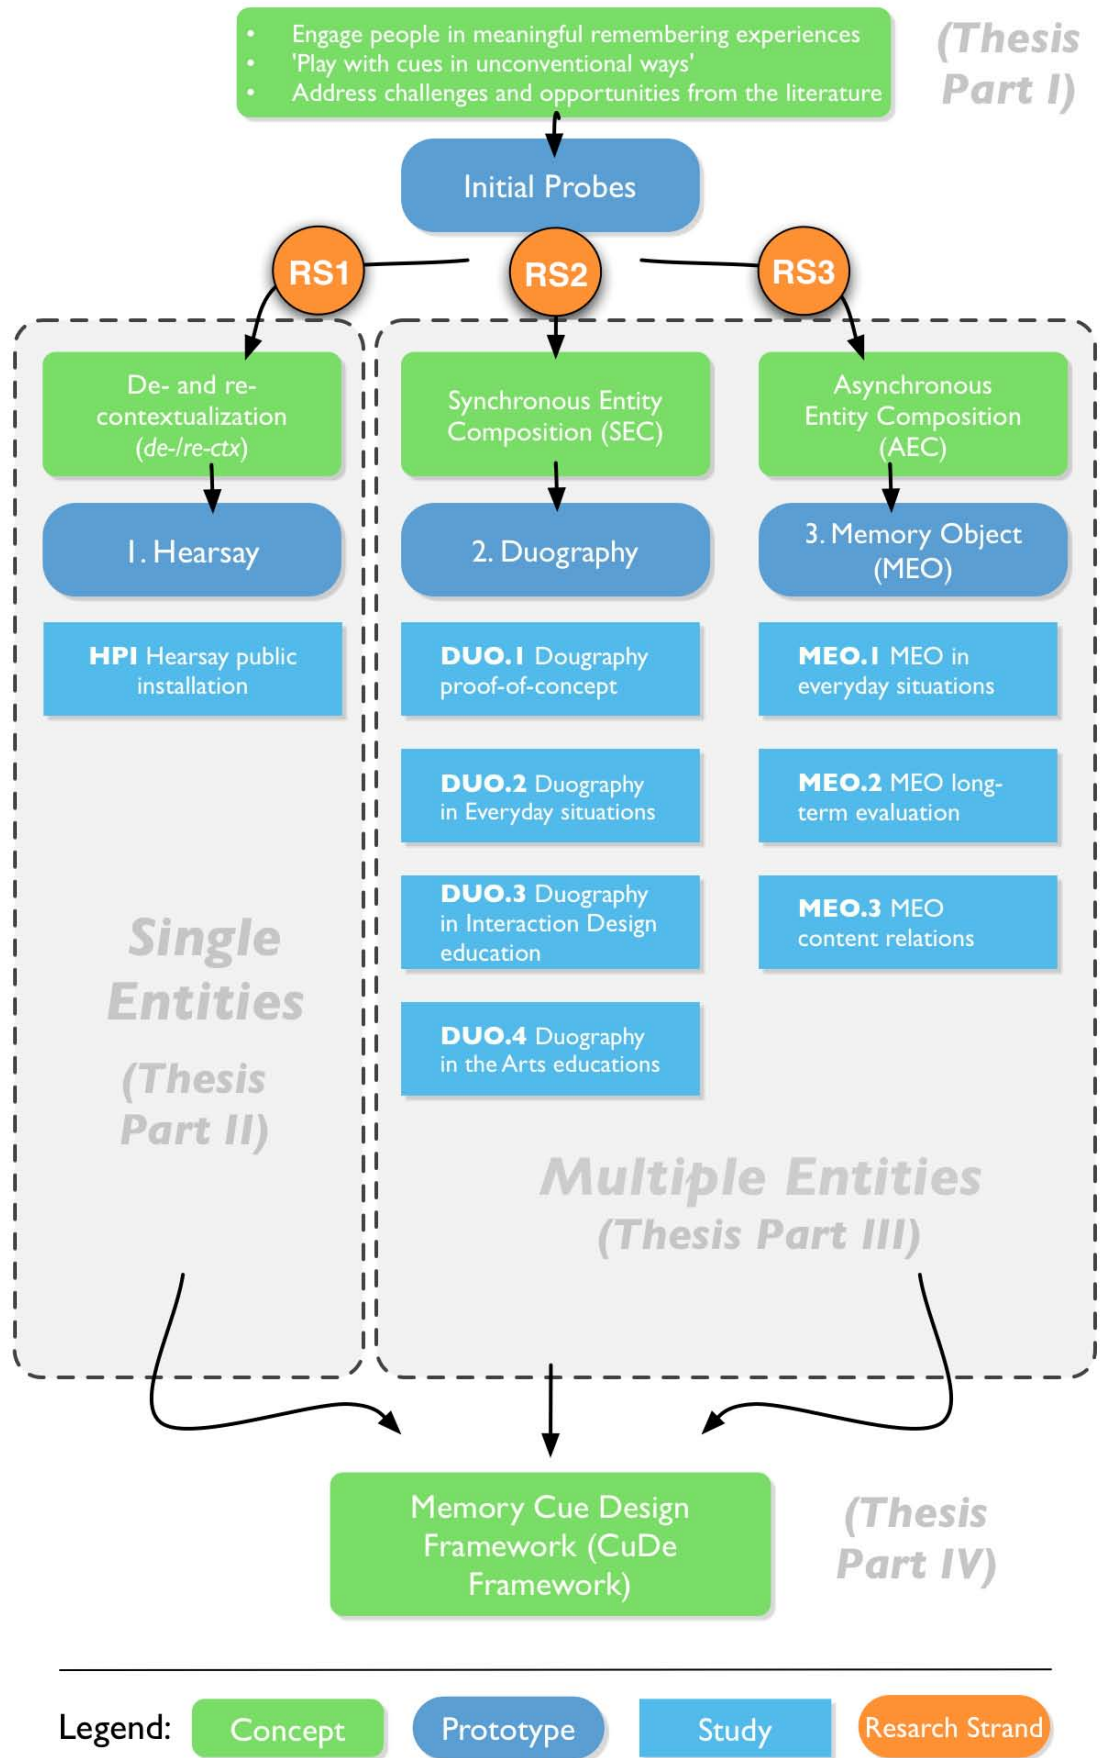 • Engage people in meaningful remembering experiences
• 'Play with cues in unconventional ways'
• Address challenges and opportunities from the literature
(Thesis
Part I)
Initial Probes
RS1
RS2
RS3
De- and re-
contextualization
(de-/re-ctx)
Synchronous Entity
Composition (SEC)
Asynchronous
Entity Composition
(AEC)
1. Hearsay
2. Duography
3. Memory Object
(MEO)
HPI Hearsay public
installation
DUO.1 Dougraphy
proof-of-concept
MEO.1 MEO in
everyday situations
DUO.2 Duography
in Everyday situations
MEO.2 MEO long-
term evaluation
DUO.3 Duography
in Interaction Design
education
MEO.3 MEO
content relations
DUO.4 Duography
in the Arts educations
Single
Entities
(Thesis
Part II)
Multiple Entities
(Thesis Part III)
Memory Cue Design
Framework (CuDe
Framework)
(Thesis
Part IV)
Legend:
Concept
Prototype
Study
Resarch Strand